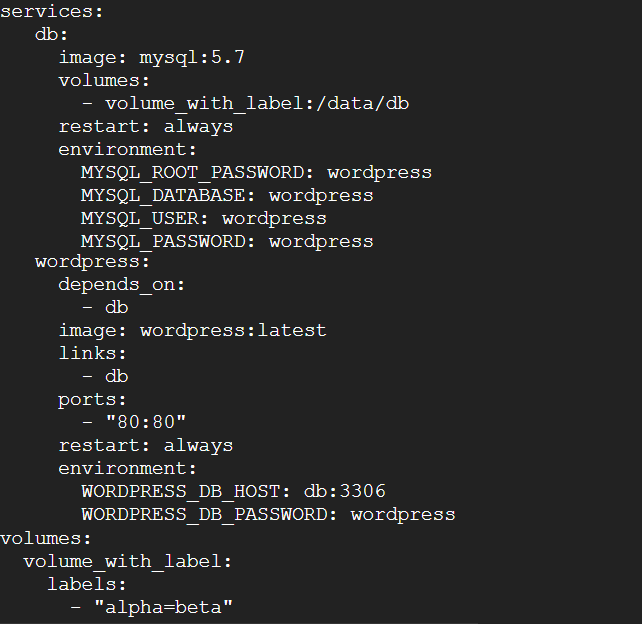 services:
   db:
     image: mysql:5.7
     volumes:
       - volume_with_label:/data/db
     restart: always
     environment:
       MYSQL_ROOT_PASSWORD: wordpress
       MYSQL_DATABASE: wordpress
       MYSQL_USER: wordpress
       MYSQL_PASSWORD: wordpress
   wordpress:
     depends_on:
       - db
     image: wordpress:latest
     links:
       - db
     ports:
       - "80:80"
     restart: always
     environment:
       WORDPRESS_DB_HOST: db:3306
       WORDPRESS_DB_PASSWORD: wordpress
volumes:
  volume_with_label:
    labels:
      - "alpha=beta"